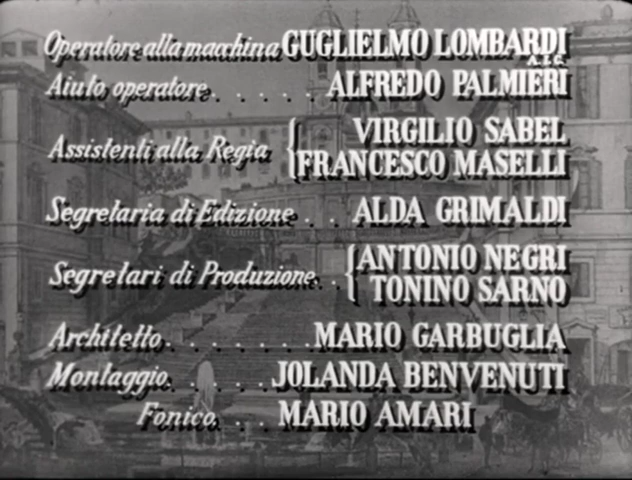 Operatore alla macchina GUGLIELMO LOMBARDI
A.I.C.
Aiuto operatore...... ALFREDO PALMIERI
Assistenti alla Regia { VIRGILIO SABEL
FRANCESCO MASELLI
Segretaria di Edizione .. ALDA GRIMALDI
Segretari di Produzione.. { ANTONIO NEGRI
TONINO SARNO
Architetto....... MARIO GARBUGLIA
Montaggio...... JOLANDA BENVENUTI
Fonico... MARIO AMARI